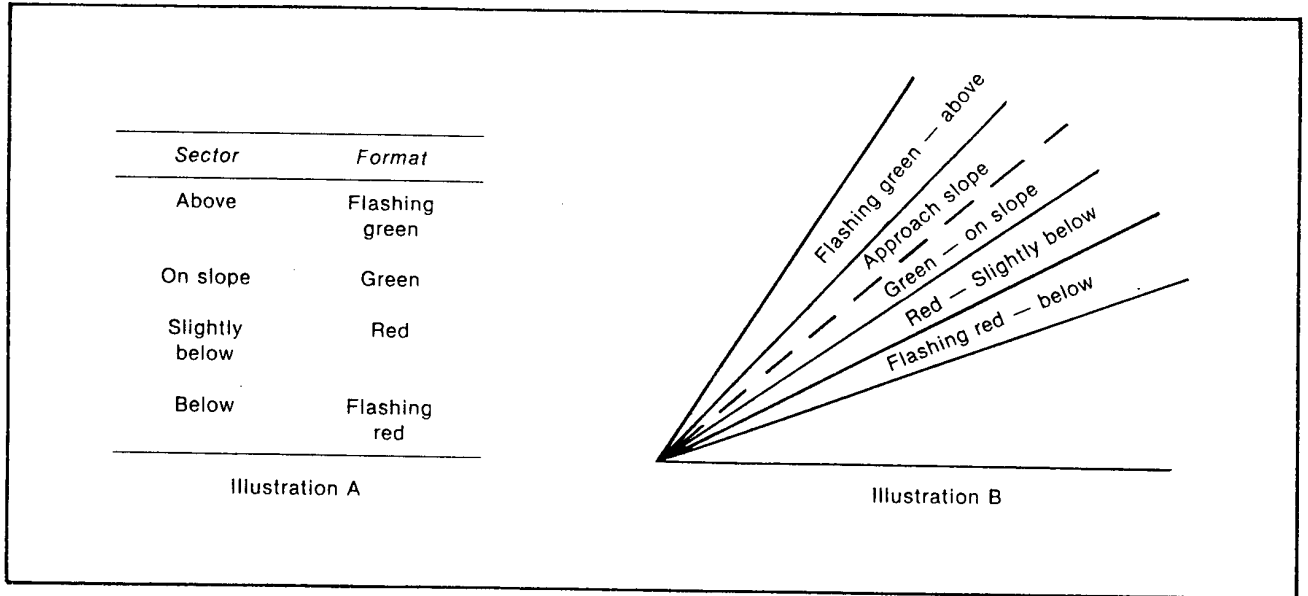 Sector Format
Above Flashing
green
On slope Green
Slightly Red
below
Below Flashing
red
Illustration A
Flashing green — above
Approach slope
Green — on slope
Red — Slightly below
Flashing red — below
Illustration B